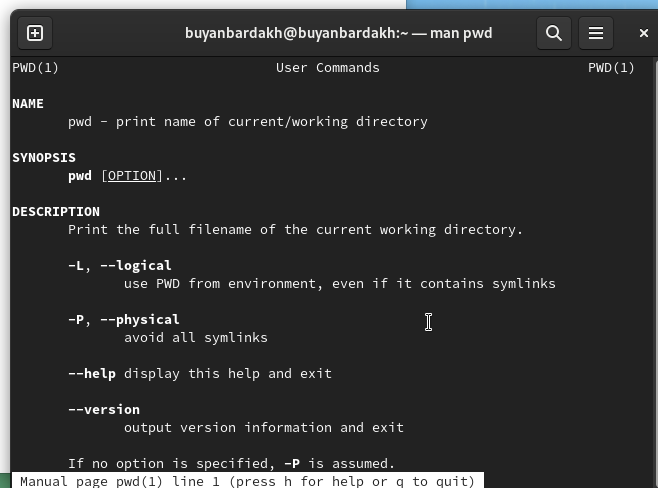 buyanbardakh@buyanbardakh:~ — man pwd
PWD(1) User Commands PWD(1)
NAME
pwd - print name of current/working directory
SYNOPSIS
pwd [OPTION]...
DESCRIPTION
Print the full filename of the current working directory.
-L, --logical
use PWD from environment, even if it contains symlinks
-P, --physical
avoid all symlinks
--help display this help and exit
--version
output version information and exit
If no option is specified, -P is assumed.
Manual page pwd(1) line 1 (press h for help or q to quit)